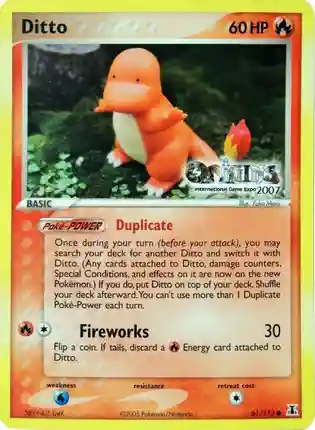 Ditto 60 HP
Origins
International Game Expo 2007
BASIC
Poké-POWER Duplicate
Once during your turn (before your attack), you may
search your deck for another Ditto and switch it with
Ditto. (Any cards attached to Ditto, damage counters,
Special Conditions, and effects on it are now on the new
Pokémon.) If you do, put Ditto on top of your deck. Shuffle
your deck afterward. You can't use more than 1 Duplicate
Poké-Power each turn.
Fireworks 30
Flip a coin. If tails, discard a Energy card attached to
Ditto.
weakness resistance retreat cost
©2005 Pokémon/Nintendo